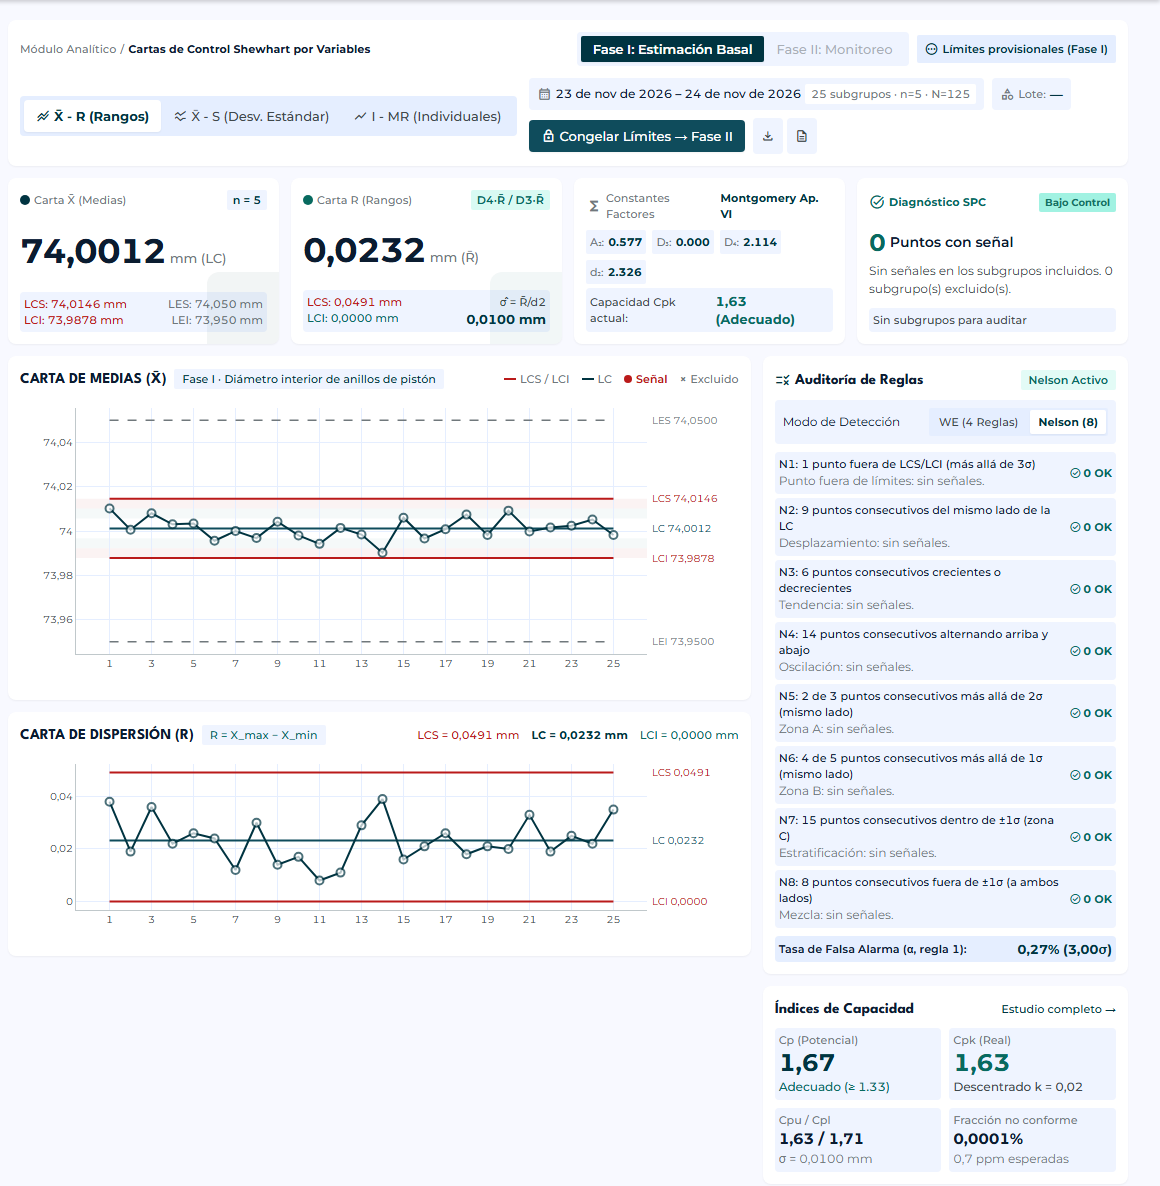 Módulo Analítico / Cartas de Control Shewhart por Variables
Fase I: Estimación Basal
Fase II: Monitoreo
Límites provisionales (Fase I)
X̄ - R (Rangos)
X̄ - S (Desv. Estándar)
I - MR (Individuales)
23 de nov de 2026 – 24 de nov de 2026
25 subgrupos · n=5 · N=125
Lote: —
Congelar Límites → Fase II
Carta X̄ (Medias)
n = 5
74,0012 mm (LC)
LCS: 74,0146 mm
LES: 74,050 mm
LCI: 73,9878 mm
LEI: 73,950 mm
Carta R (Rangos)
D4·R̄ / D3·R̄
0,0232 mm (R̄)
LCS: 0,0491 mm
σ̂ = R̄/d2
LCI: 0,0000 mm
0,0100 mm
Σ Constantes
Factores
Montgomery Ap.
VI
A₂: 0.577
D₃: 0.000
D₄: 2.114
d₂: 2.326
Capacidad Cpk
actual:
1,63
(Adecuado)
Diagnóstico SPC
Bajo Control
0 Puntos con señal
Sin señales en los subgrupos incluidos. 0
subgrupo(s) excluido(s).
Sin subgrupos para auditar
CARTA DE MEDIAS (X̄)
Fase I · Diámetro interior de anillos de pistón
LCS / LCI
LC
Señal
× Excluido
LES 74,0500
74,04
74,02
LCS 74,0146
74
LC 74,0012
LCI 73,9878
73,98
73,96
LEI 73,9500
1 3 5 7 9 11 13 15 17 19 21 23 25
CARTA DE DISPERSIÓN (R)
R = X_max − X_min
LCS = 0,0491 mm
LC = 0,0232 mm
LCI = 0,0000 mm
LCS 0,0491
0,04
LC 0,0232
0,02
0
LCI 0,0000
1 3 5 7 9 11 13 15 17 19 21 23 25
Auditoría de Reglas
Nelson Activo
Modo de Detección
WE (4 Reglas)
Nelson (8)
N1: 1 punto fuera de LCS/LCI (más allá de 3σ)
Punto fuera de límites: sin señales.
0 OK
N2: 9 puntos consecutivos del mismo lado de la
LC
Desplazamiento: sin señales.
0 OK
N3: 6 puntos consecutivos crecientes o
decrecientes
Tendencia: sin señales.
0 OK
N4: 14 puntos consecutivos alternando arriba y
abajo
Oscilación: sin señales.
0 OK
N5: 2 de 3 puntos consecutivos más allá de 2σ
(mismo lado)
Zona A: sin señales.
0 OK
N6: 4 de 5 puntos consecutivos más allá de 1σ
(mismo lado)
Zona B: sin señales.
0 OK
N7: 15 puntos consecutivos dentro de ±1σ (zona
C)
Estratificación: sin señales.
0 OK
N8: 8 puntos consecutivos fuera de ±1σ (a ambos
lados)
Mezcla: sin señales.
0 OK
Tasa de Falsa Alarma (α, regla 1):
0,27% (3,00σ)
Índices de Capacidad
Estudio completo →
Cp (Potencial)
1,67
Adecuado (≥ 1.33)
Cpk (Real)
1,63
Descentrado k = 0,02
Cpu / Cpl
1,63 / 1,71
σ = 0,0100 mm
Fracción no conforme
0,0001%
0,7 ppm esperadas